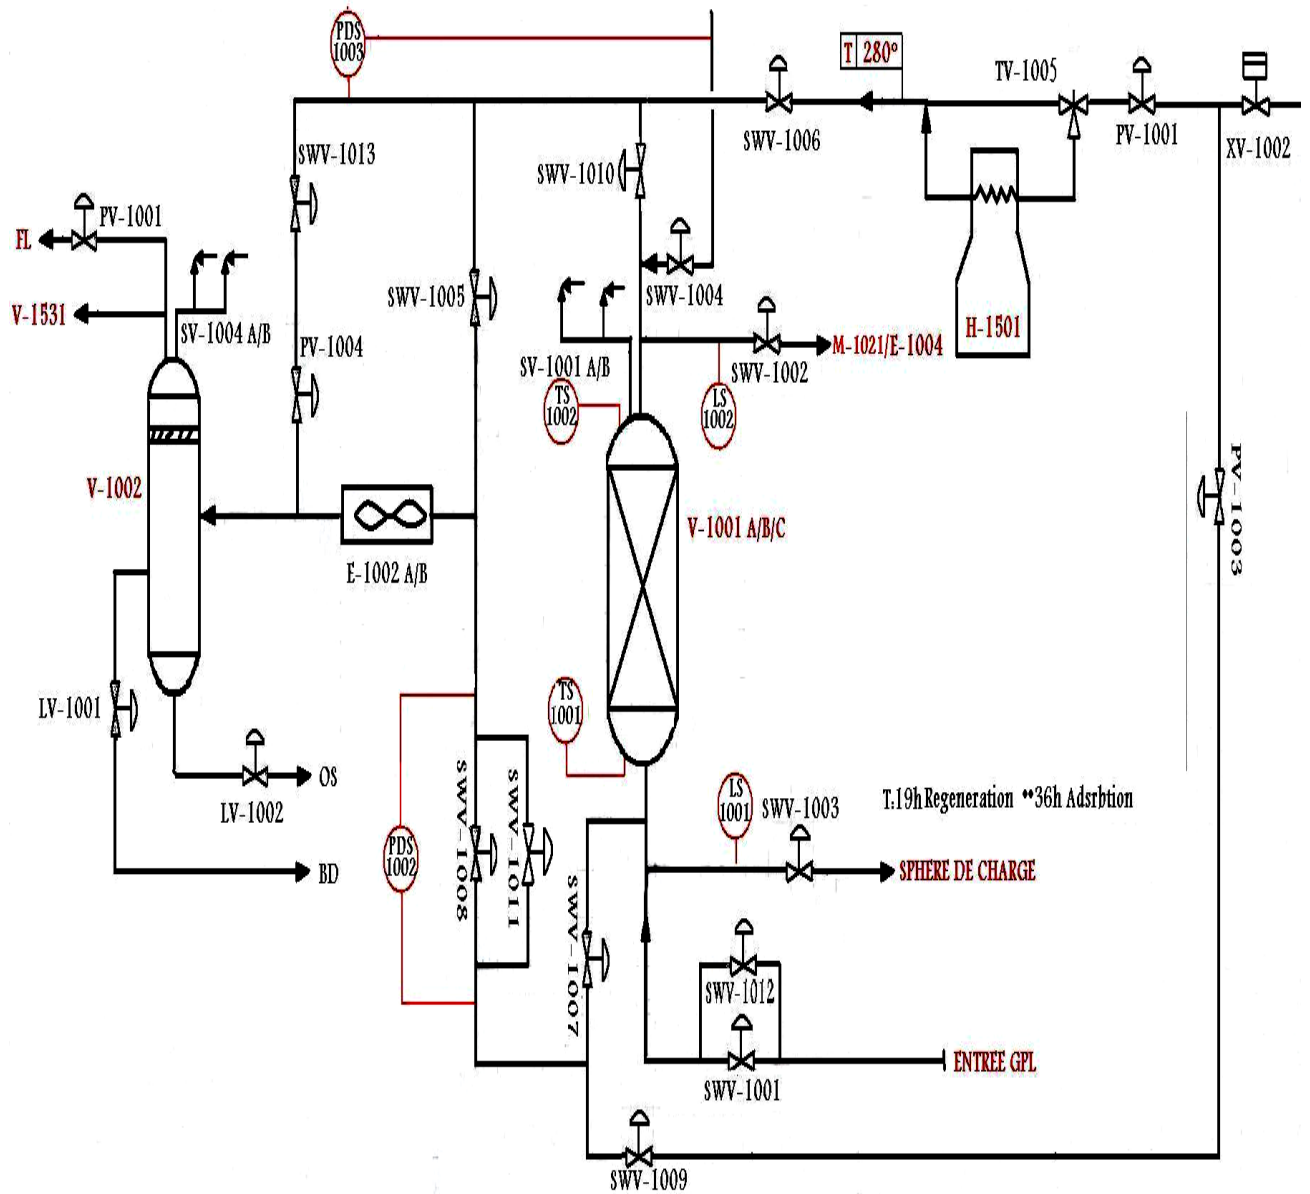 PDS
1003
T 280°
TV-1005
SWV-1006
PV-1001
XV-1002
SWV-1013
SWV-1010
PV-1001
FL
SWV-1005
SWV-1004
V-1531
SV-1004 A/B
H-1501
PV-1004
SV-1001 A/B
SWV-1002
M-1021/E-1004
TS
1002
LS
1002
V-1002
V-1001 A/B/C
PV-1003
E-1002 A/B
LV-1001
TS
1001
OS
LV-1002
SWV-1008
SWV-1011
LS
1001
SWV-1003
T:19h Regeneration **36h Adsrbtion
PDS
1002
BD
SPHERE DE CHARGE
SWV-1007
SWV-1012
ENTREE GPL
SWV-1001
SWV-1009